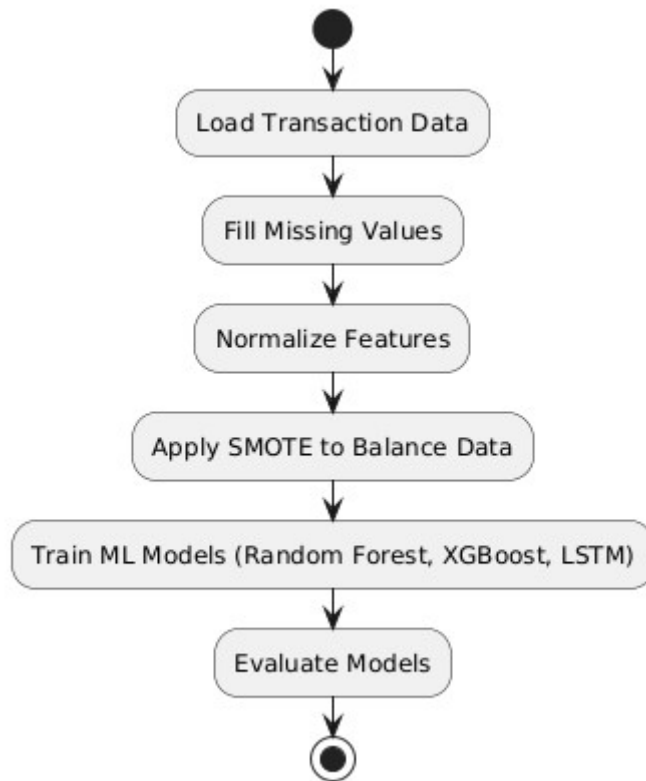 Load Transaction Data
Fill Missing Values
Normalize Features
Apply SMOTE to Balance Data
Train ML Models (Random Forest, XGBoost, LSTM)
Evaluate Models